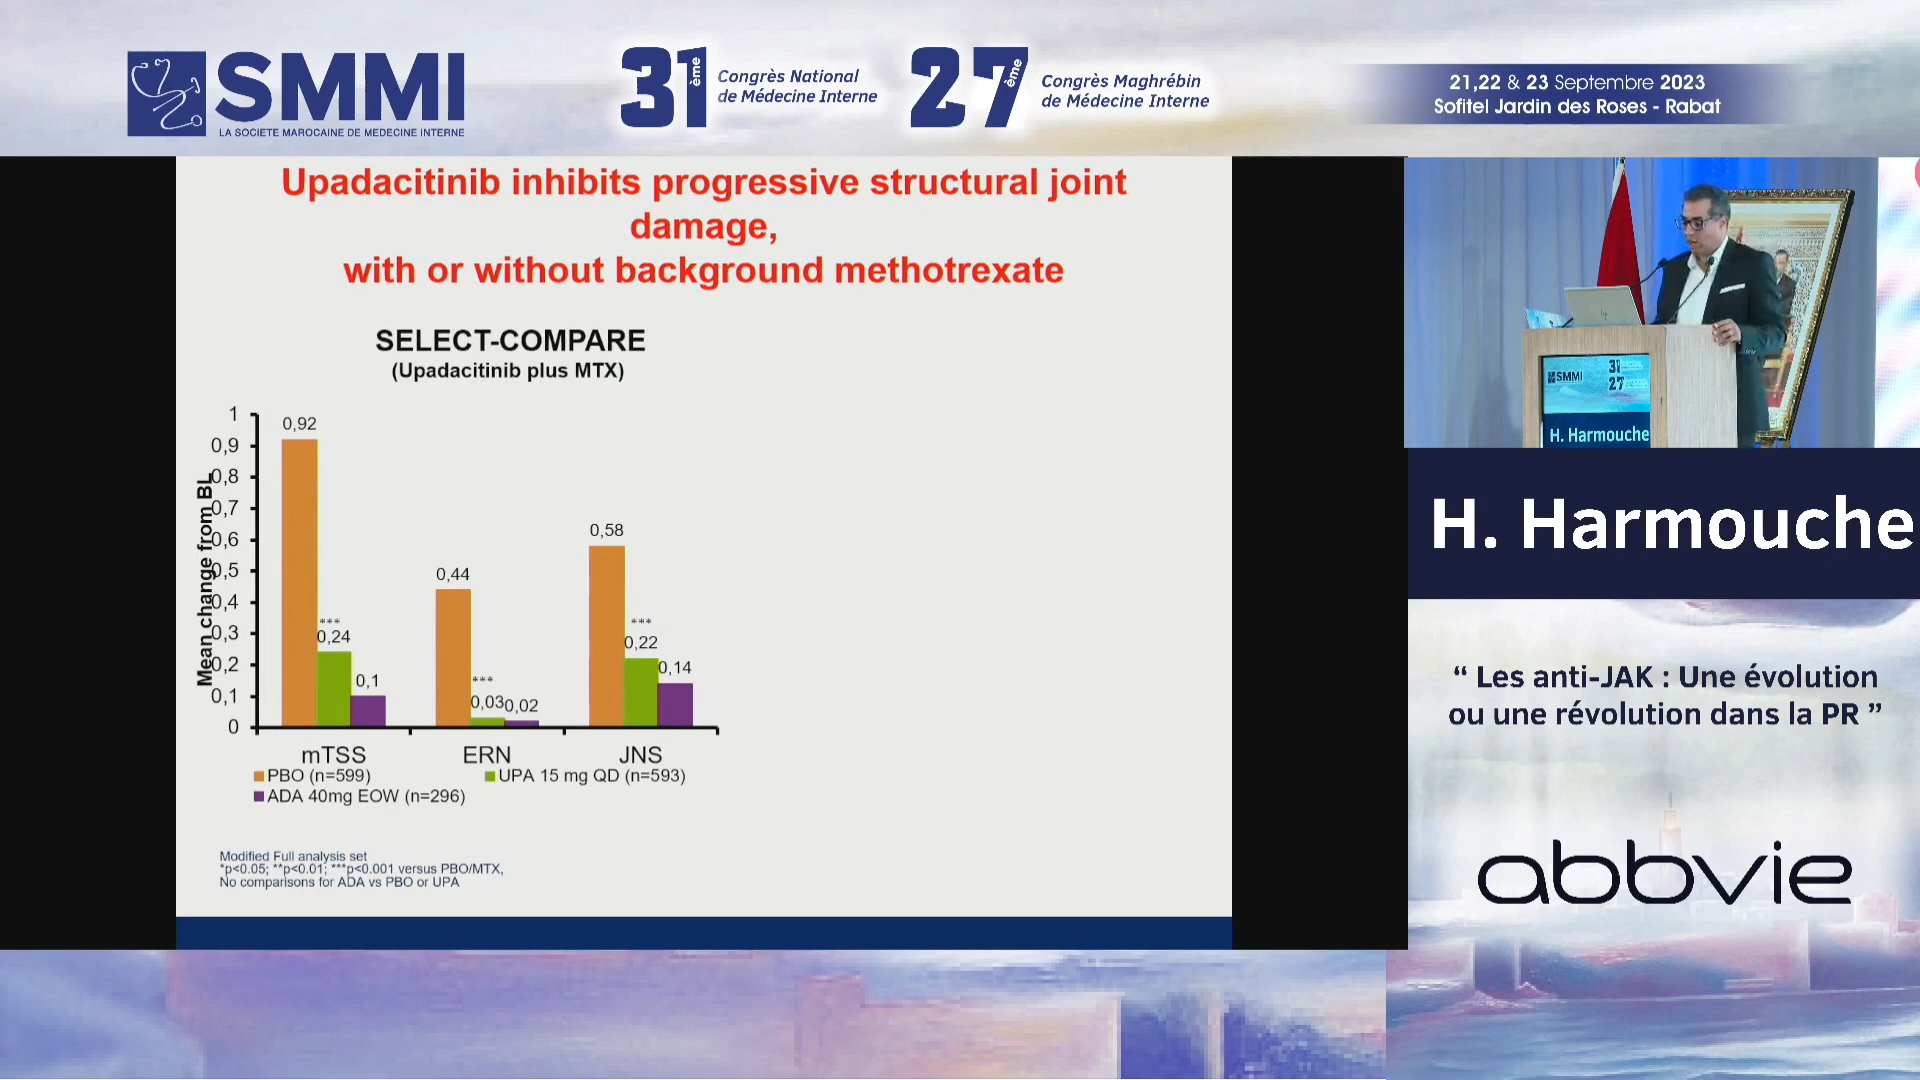 SMMI
LA SOCIETE MAROCAINE DE MEDECINE INTERNE
31ème Congrès National
de Médecine Interne
27ème Congrès Maghrébin
de Médecine Interne
21,22 & 23 Septembre 2023
Sofitel Jardin des Roses - Rabat
Upadacitinib inhibits progressive structural joint
damage,
with or without background methotrexate
SELECT-COMPARE
(Upadacitinib plus MTX)
Mean change from BL
1
0,9
0,8
0,7
0,6
0,5
0,4
0,3
0,2
0,1
0
0,92
***
0,24
0,1
0,44
***
0,03
0,02
0,58
***
0,22
0,14
mTSS ERN JNS
PBO (n=599) UPA 15 mg QD (n=593)
ADA 40mg EOW (n=296)
Modified Full analysis set
*p<0.05; **p<0.01; ***p<0.001 versus PBO/MTX,
No comparisons for ADA vs PBO or UPA
SMMI
31
27
H. Harmouche
H. Harmouche
“ Les anti-JAK : Une évolution
ou une révolution dans la PR ”
abbvie